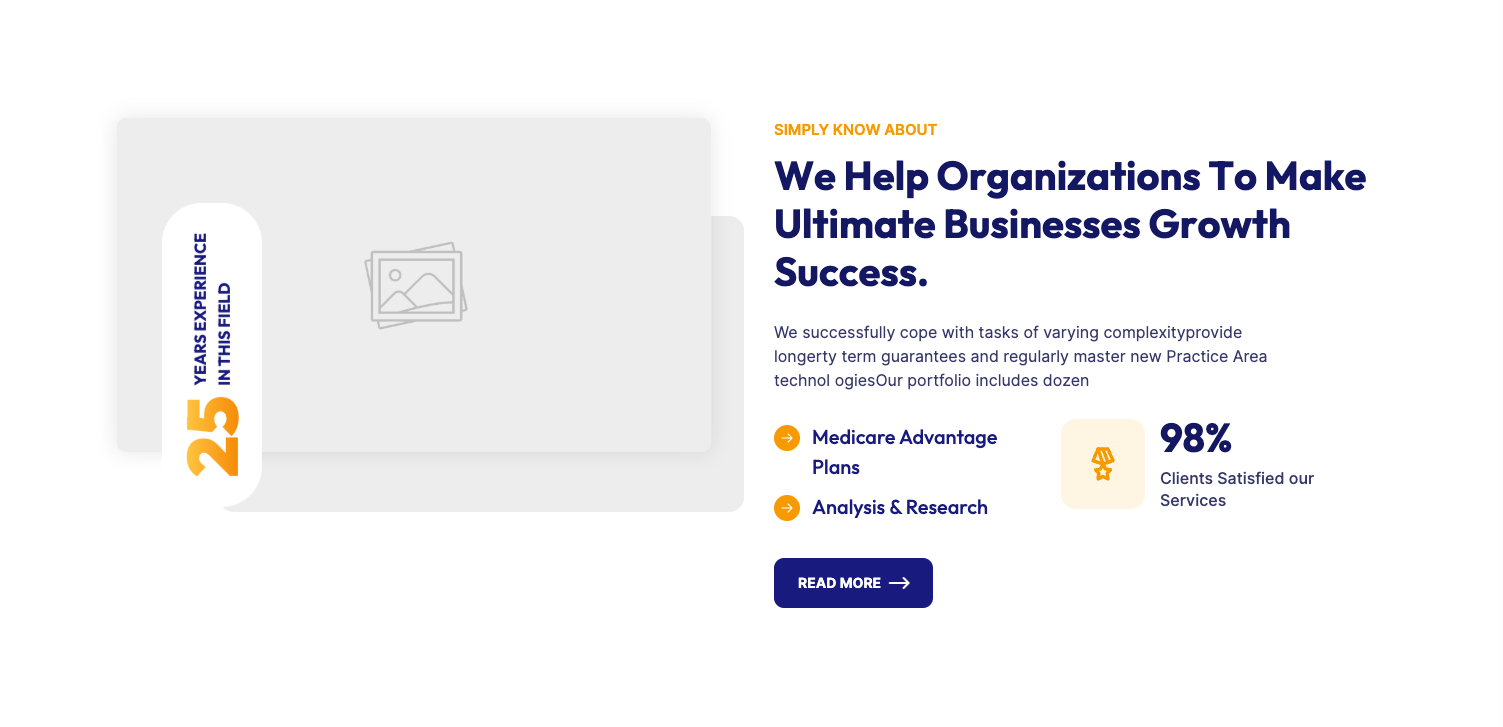 25
YEARS EXPERIENCE
IN THIS FIELD
SIMPLY KNOW ABOUT
We Help Organizations To Make
Ultimate Businesses Growth
Success.
We successfully cope with tasks of varying complexityprovide
longerty term guarantees and regularly master new Practice Area
technol ogiesOur portfolio includes dozen
Medicare Advantage
Plans
Analysis & Research
98%
Clients Satisfied our
Services
READ MORE